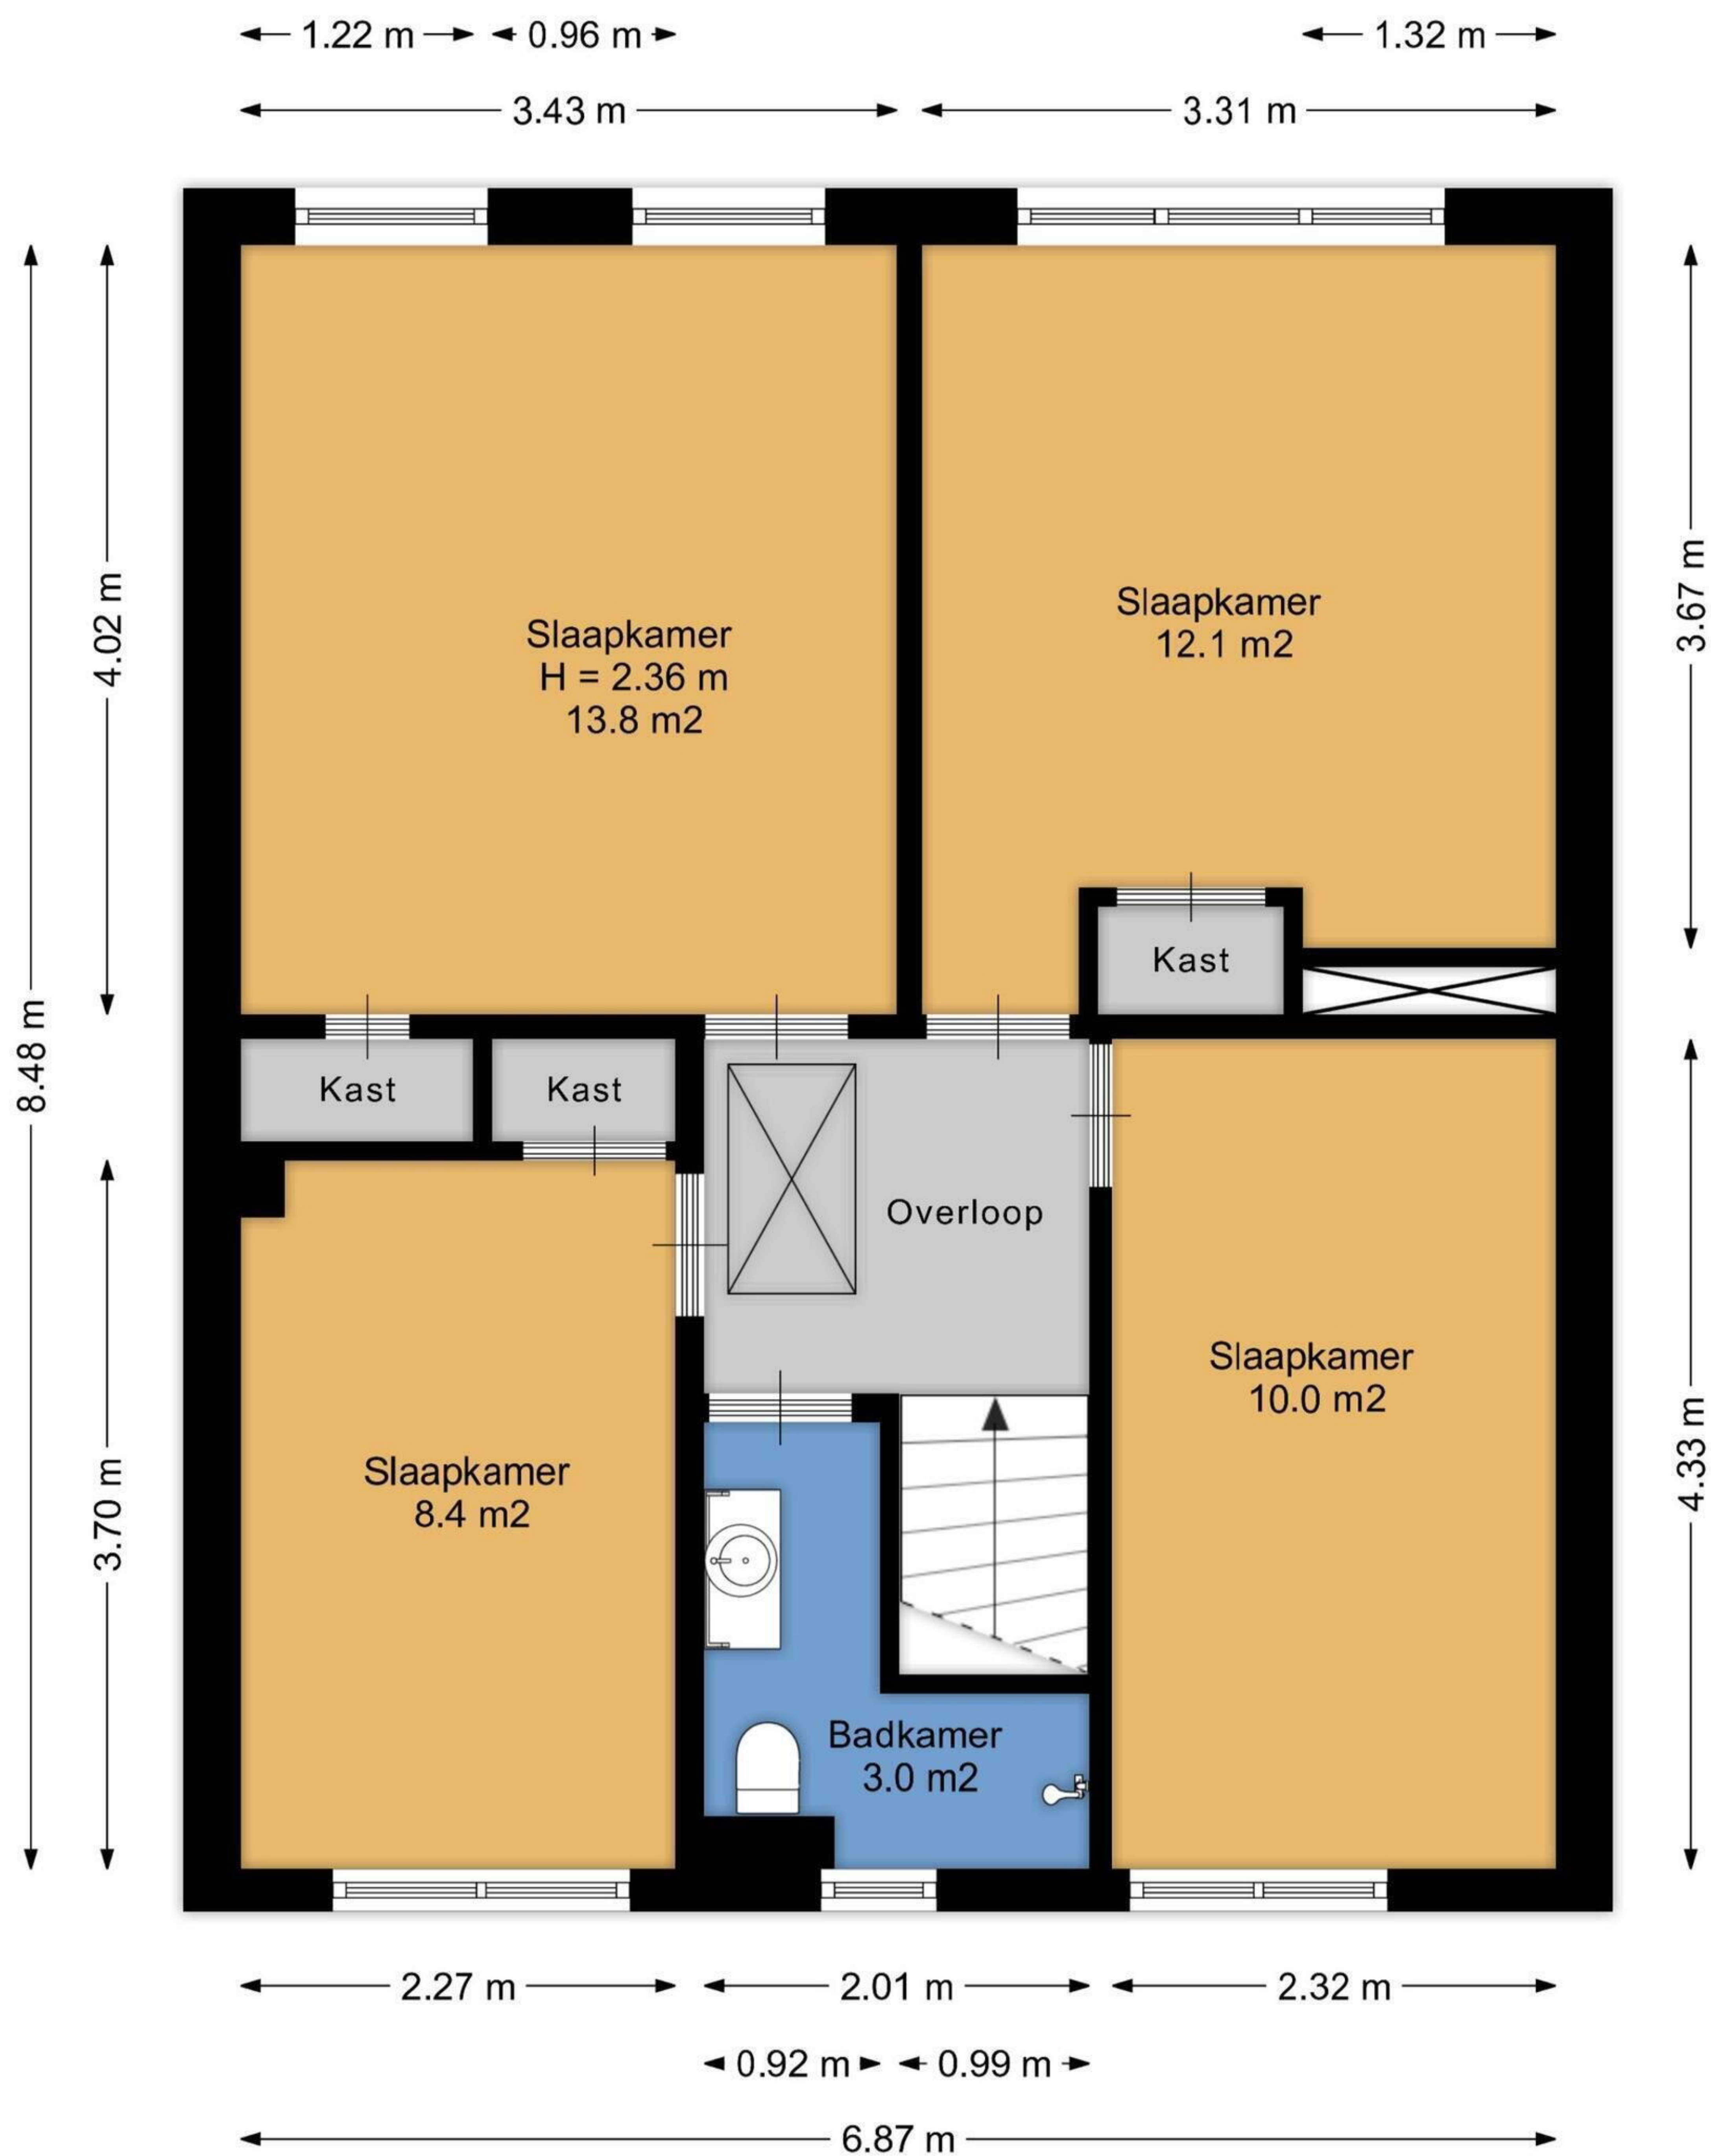 1.22 m
0.96 m
1.32 m
3.43 m
3.31 m
Slaapkamer
H = 2.36 m
13.8 m2
Slaapkamer
12.1 m2
4.02 m
3.67 m
8.48 m
Kast
Kast
Kast
Overloop
Slaapkamer
10.0 m2
Slaapkamer
8.4 m2
3.70 m
4.33 m
Badkamer
3.0 m2
2.27 m
2.01 m
2.32 m
0.92 m
0.99 m
6.87 m